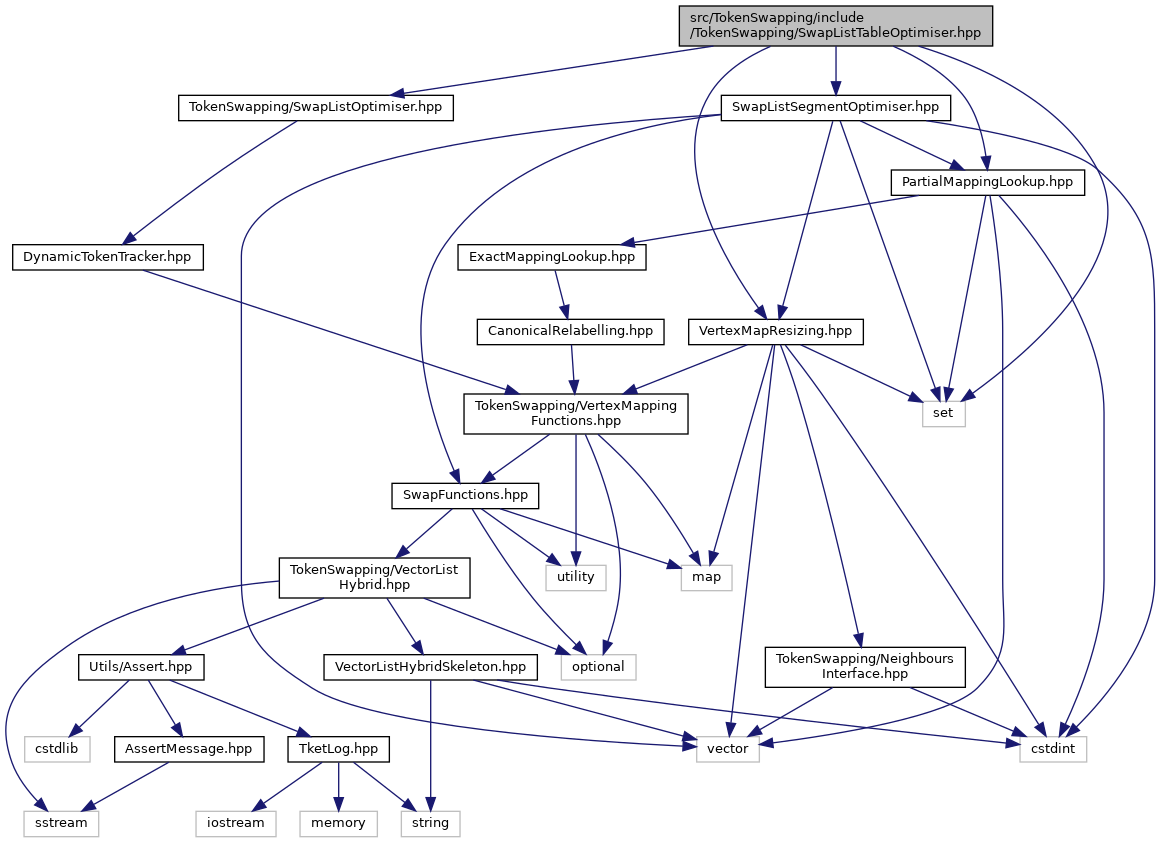 src/TokenSwapping/include
/TokenSwapping/SwapListTableOptimiser.hpp
TokenSwapping/SwapListOptimiser.hpp
SwapListSegmentOptimiser.hpp
PartialMappingLookup.hpp
DynamicTokenTracker.hpp
ExactMappingLookup.hpp
CanonicalRelabelling.hpp
VertexMapResizing.hpp
TokenSwapping/VertexMapping
Functions.hpp
set
SwapFunctions.hpp
TokenSwapping/VectorList
Hybrid.hpp
utility
map
Utils/Assert.hpp
VectorListHybridSkeleton.hpp
optional
TokenSwapping/Neighbours
Interface.hpp
cstdlib
AssertMessage.hpp
TketLog.hpp
vector
cstdint
sstream
iostream
memory
string